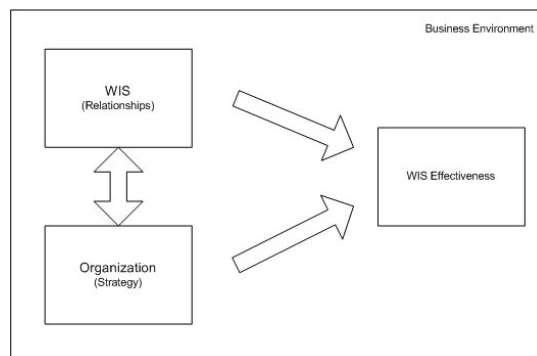 Business Environment
WIS
(Relationships)
WIS Effectiveness
Organization
(Strategy)